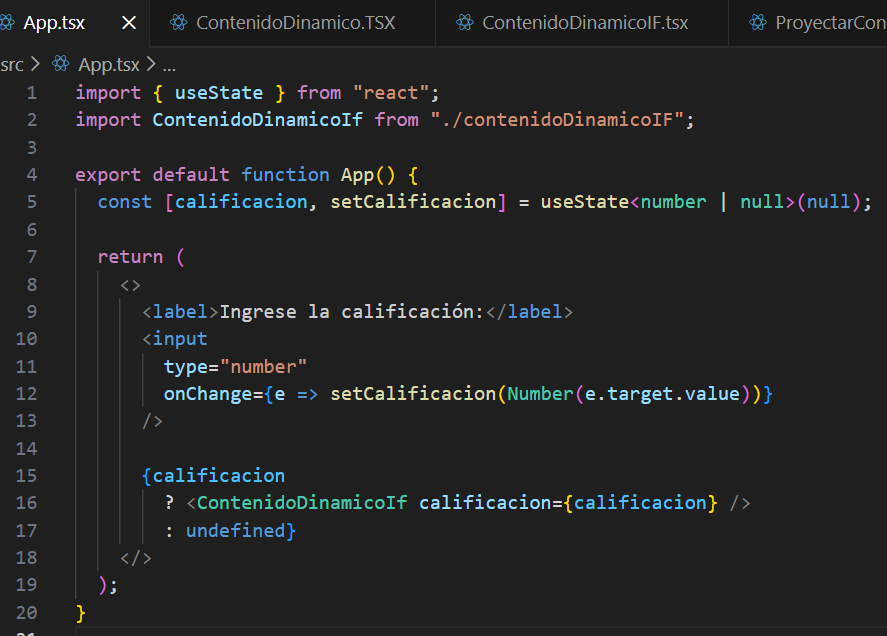 App.tsx ContenidoDinamico.TSX ContenidoDinamicoIF.tsx ProyectarCon
src > App.tsx > ...
1 import { useState } from "react";
2 import ContenidoDinamicoIf from "./contenidoDinamicoIF";
3
4 export default function App() {
5 const [calificacion, setCalificacion] = useState<number | null>(null);
6
7 return (
8 <>
9 <label>Ingrese la calificación:</label>
10 <input
11 type="number"
12 onChange={e => setCalificacion(Number(e.target.value))}
13 />
14
15 {calificacion
16 ? <ContenidoDinamicoIf calificacion={calificacion} />
17 : undefined}
18 </>
19 );
20 }